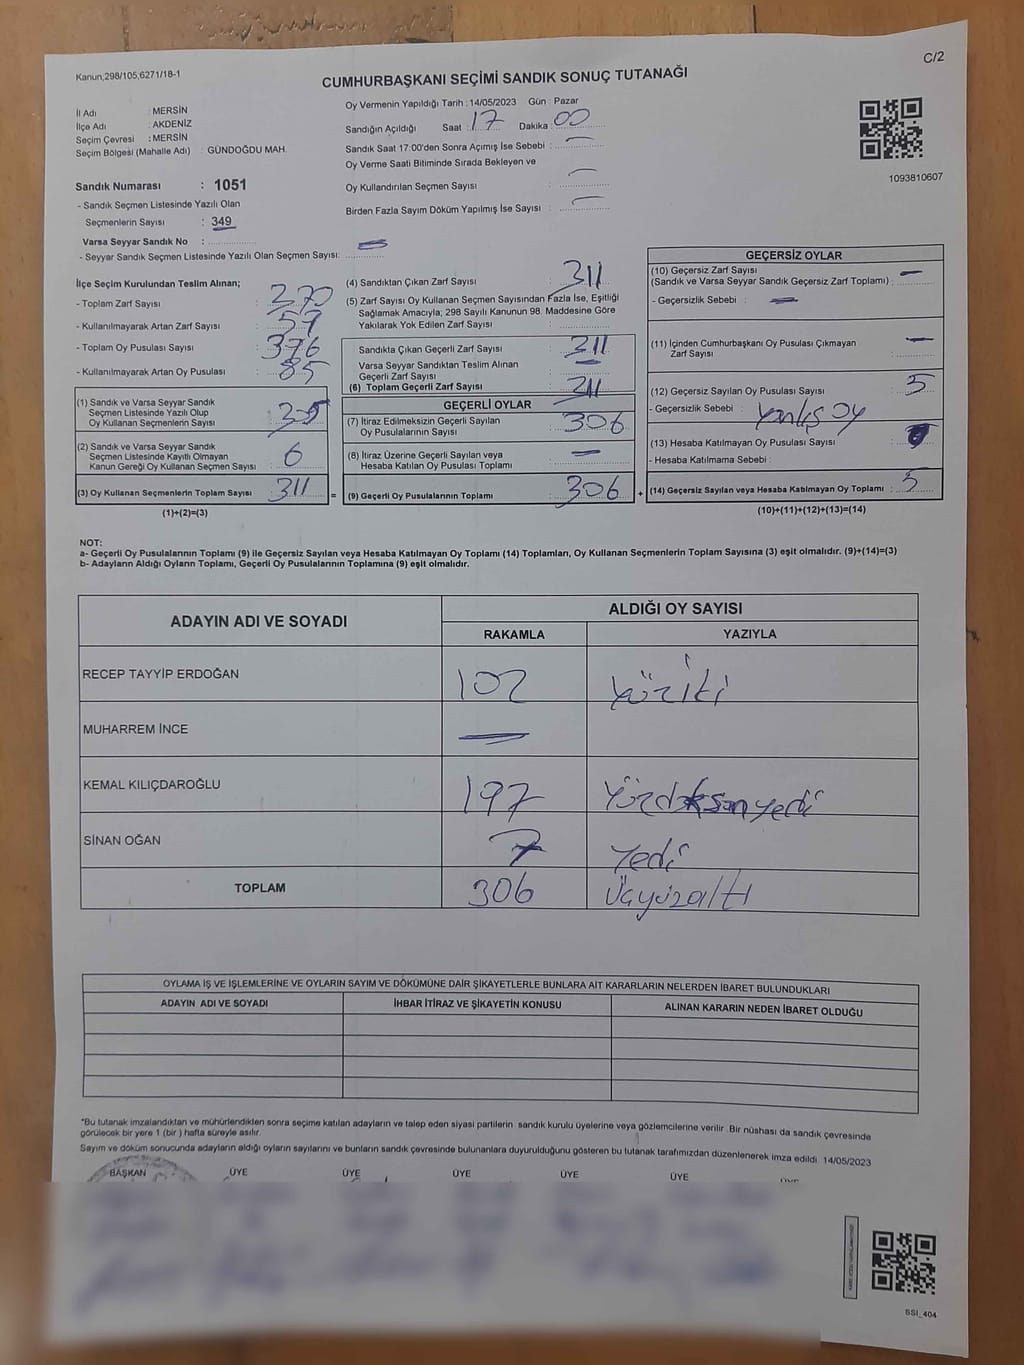 Kanun,298/105,6271/18-1
C/2
CUMHURBAŞKANI SEÇİMİ SANDIK SONUÇ TUTANAĞI
İl Adı : MERSİN
İlçe Adı : AKDENİZ
Seçim Çevresi : MERSİN
Seçim Bölgesi (Mahalle Adı) : GÜNDOĞDU MAH.
Sandık Numarası : 1051
- Sandık Seçmen Listesinde Yazılı Olan
Seçmenlerin Sayısı : 349
Varsa Seyyar Sandık No :
- Seyyar Sandık Seçmen Listesinde Yazılı Olan Seçmen Sayısı:
Oy Vermenin Yapıldığı Tarih : 14/05/2023 Gün : Pazar
Sandığın Açıldığı Saat : 17 Dakika : 00
Sandık Saat 17:00'den Sonra Açımış İse Sebebi : —
Oy Verme Saati Bitiminde Sırada Bekleyen ve
Oy Kullandırılan Seçmen Sayısı : —
Birden Fazla Sayım Döküm Yapılmış İse Sayısı : —
1093810607
İlçe Seçim Kurulundan Teslim Alınan;
- Toplam Zarf Sayısı : 370
- Kullanılmayarak Artan Zarf Sayısı : 59
- Toplam Oy Pusulası Sayısı : 396
- Kullanılmayarak Artan Oy Pusulası : 85
(1) Sandık ve Varsa Seyyar Sandık
Seçmen Listesinde Yazılı Olup
Oy Kullanan Seçmenlerin Sayısı : 305
(2) Sandık ve Varsa Seyyar Sandık
Seçmen Listesinde Kayıtlı Olmayan
Kanun Gereği Oy Kullanan Seçmen Sayısı : 6
(3) Oy Kullanan Seçmenlerin Toplam Sayısı : 311 =
(1)+(2)=(3)
(4) Sandıktan Çıkan Zarf Sayısı : 311
(5) Zarf Sayısı Oy Kullanan Seçmen Sayısından Fazla İse, Eşitliği
Sağlamak Amacıyla; 298 Sayılı Kanunun 98. Maddesine Göre
Yakılarak Yok Edilen Zarf Sayısı :
Sandıkta Çıkan Geçerli Zarf Sayısı : 311
Varsa Seyyar Sandıktan Teslim Alınan
Geçerli Zarf Sayısı : —
(6) Toplam Geçerli Zarf Sayısı : 311
GEÇERLİ OYLAR
(7) İtiraz Edilmeksizin Geçerli Sayılan
Oy Pusulalarının Sayısı : 306
(8) İtiraz Üzerine Geçerli Sayılan veya
Hesaba Katılan Oy Pusulası Toplamı : —
(9) Geçerli Oy Pusulalarının Toplamı : 306 +
GEÇERSİZ OYLAR
(10) Geçersiz Zarf Sayısı —
(Sandık ve Varsa Seyyar Sandık Geçersiz Zarf Toplamı) :
- Geçersizlik Sebebi : —
(11) İçinden Cumhurbaşkanı Oy Pusulası Çıkmayan
Zarf Sayısı : —
(12) Geçersiz Sayılan Oy Pusulası Sayısı : 5
- Geçersizlik Sebebi : Yanlış oy
(13) Hesaba Katılmayan Oy Pusulası Sayısı :
- Hesaba Katılmama Sebebi :
(14) Geçersiz Sayılan veya Hesaba Katılmayan Oy Toplamı : 5
(10)+(11)+(12)+(13)=(14)
NOT:
a- Geçerli Oy Pusulalarının Toplamı (9) ile Geçersiz Sayılan veya Hesaba Katılmayan Oy Toplamı (14) Toplamları, Oy Kullanan Seçmenlerin Toplam Sayısına (3) eşit olmalıdır. (9)+(14)=(3)
b- Adayların Aldığı Oyların Toplamı, Geçerli Oy Pusulalarının Toplamına (9) eşit olmalıdır.
ADAYIN ADI VE SOYADI
ALDIĞI OY SAYISI
RAKAMLA YAZIYLA
RECEP TAYYİP ERDOĞAN 102 Yüziki
MUHARREM İNCE —
KEMAL KILIÇDAROĞLU 197 Yüzdoksanyedi
SİNAN OĞAN 7 Yedi
TOPLAM 306 Üçyüzaltı
OYLAMA İŞ VE İŞLEMLERİNE VE OYLARIN SAYIM VE DÖKÜMÜNE DAİR ŞİKAYETLERLE BUNLARA AİT KARARLARIN NELERDEN İBARET BULUNDUKLARI
ADAYIN ADI VE SOYADI İHBAR İTİRAZ VE ŞİKAYETİN KONUSU ALINAN KARARIN NEDEN İBARET OLDUĞU
*Bu tutanak imzalandıktan ve mühürlendikten sonra seçime katılan adayların ve talep eden siyasi partilerin sandık kurulu üyelerine veya gözlemcilerine verilir. Bir nüshası da sandık çevresinde
görülecek bir yere 1 (bir) hafta süreyle asılır.
Sayım ve döküm sonucunda adayların aldığı oyların sayılarını ve bunların sandık çevresinde bulunanlara duyurulduğunu gösteren bu tutanak tarafımızdan düzenlenerek imza edildi. 14/05/2023
BAŞKAN ÜYE ÜYE ÜYE ÜYE ÜYE ÜYE
SSI_404